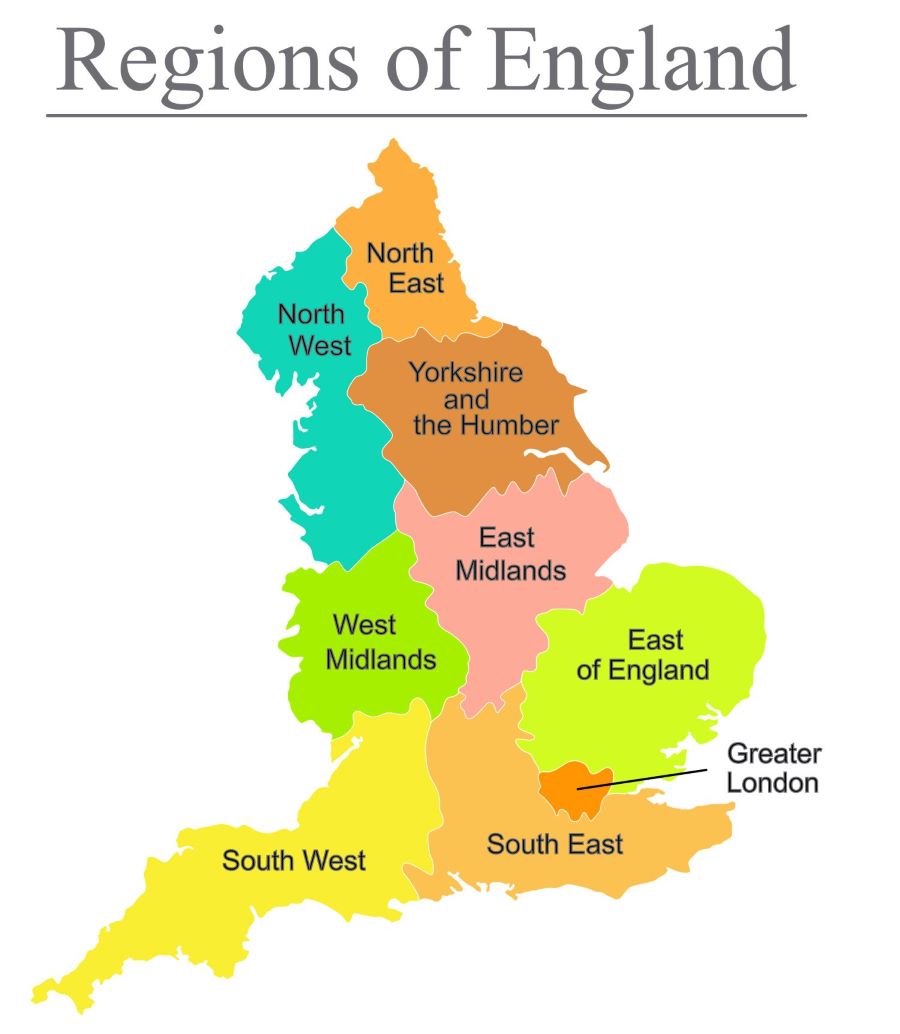 Regions of England
North
East
North
West
Yorkshire
and
the Humber
East
Midlands
West
Midlands
East
of England
Greater
London
South East
South West